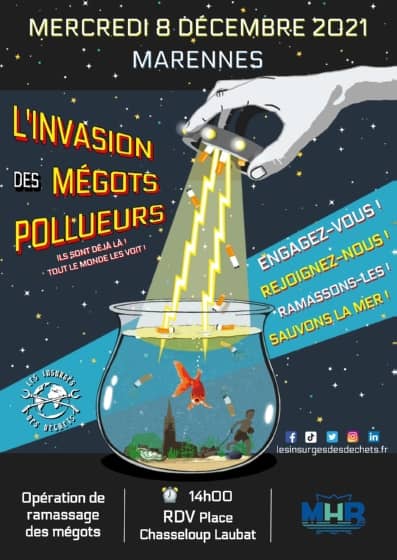 MERCREDI 8 DÉCEMBRE 2021
MARENNES
L'INVASION
DES MÉGOTS
POLLUEURS
ILS SONT DÉJÀ LÀ !
TOUT LE MONDE LES VOIT !
ENGAGEZ-VOUS !
REJOIGNEZ-NOUS !
RAMASSONS-LES !
SAUVONS LA MER !
LES INSURGÉS
DES DÉCHETS
lesinsurgesdesdechets.fr
Opération de
ramassage
des mégots
14h00
RDV Place
Chasseloup Laubat
MHB